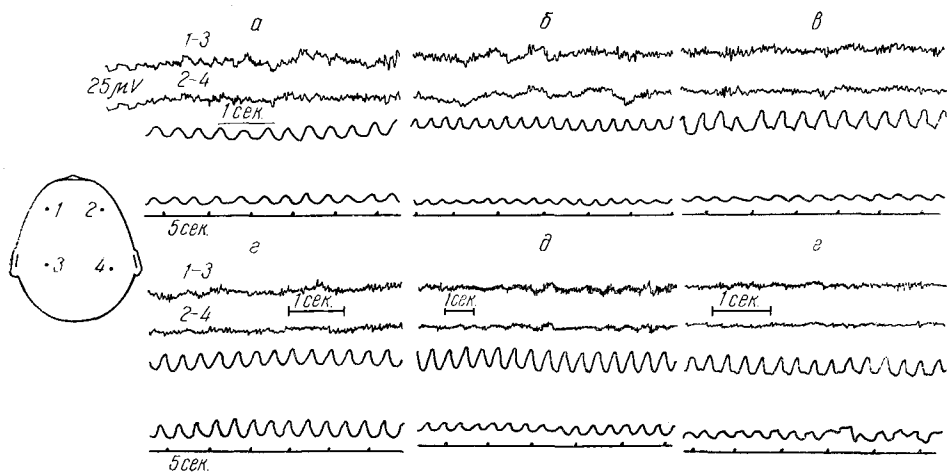 а б в
1-3
25 мV 2-4
1 сек.
1 2
3 4
5 сек.
г д г
1-3
1 сек. 1 сек. 1 сек.
2-4
5 сек.